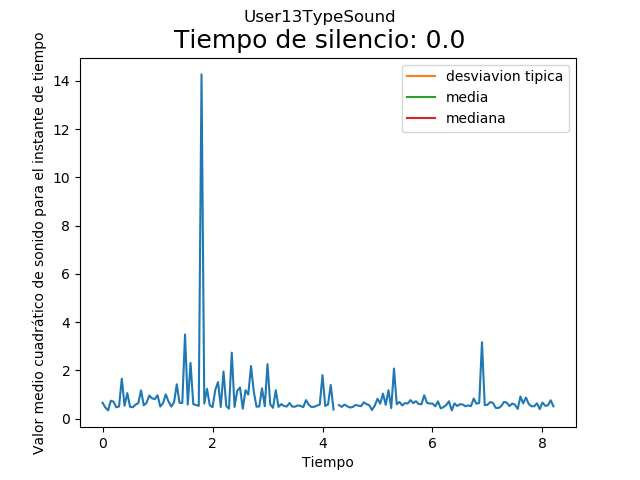 User13TypeSound
Tiempo de silencio: 0.0
Valor medio cuadrático de sonido para el instante de tiempo
desviavion tipica
media
mediana
14
12
10
8
6
4
2
0
0 2 4 6 8
Tiempo